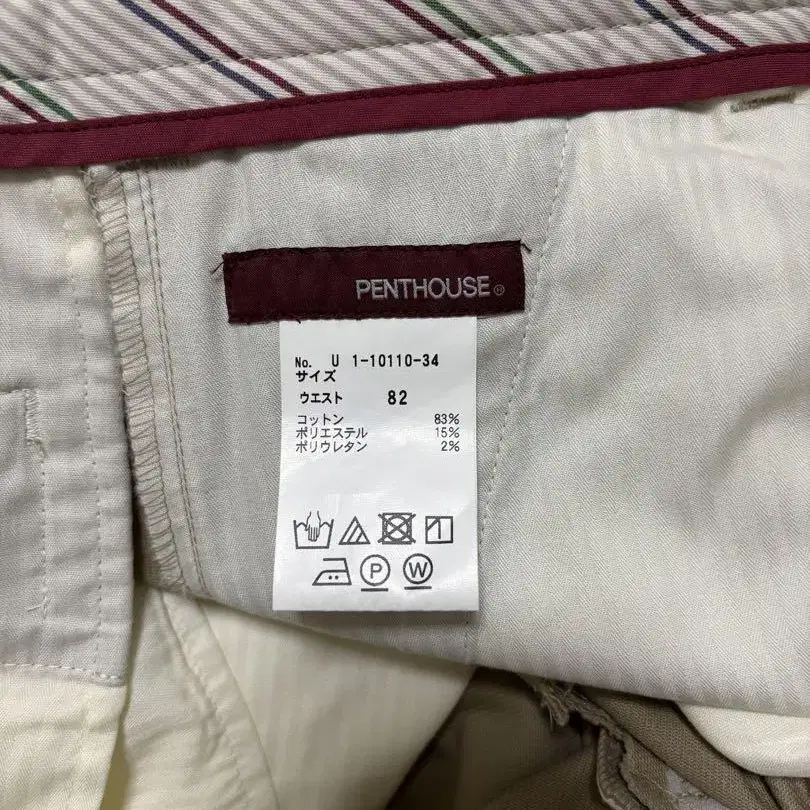 PENTHOUSE
No. U 1-10110-34
サイズ
ウエスト 82
コットン 83%
ポリエステル 15%
ポリウレタン 2%
P W